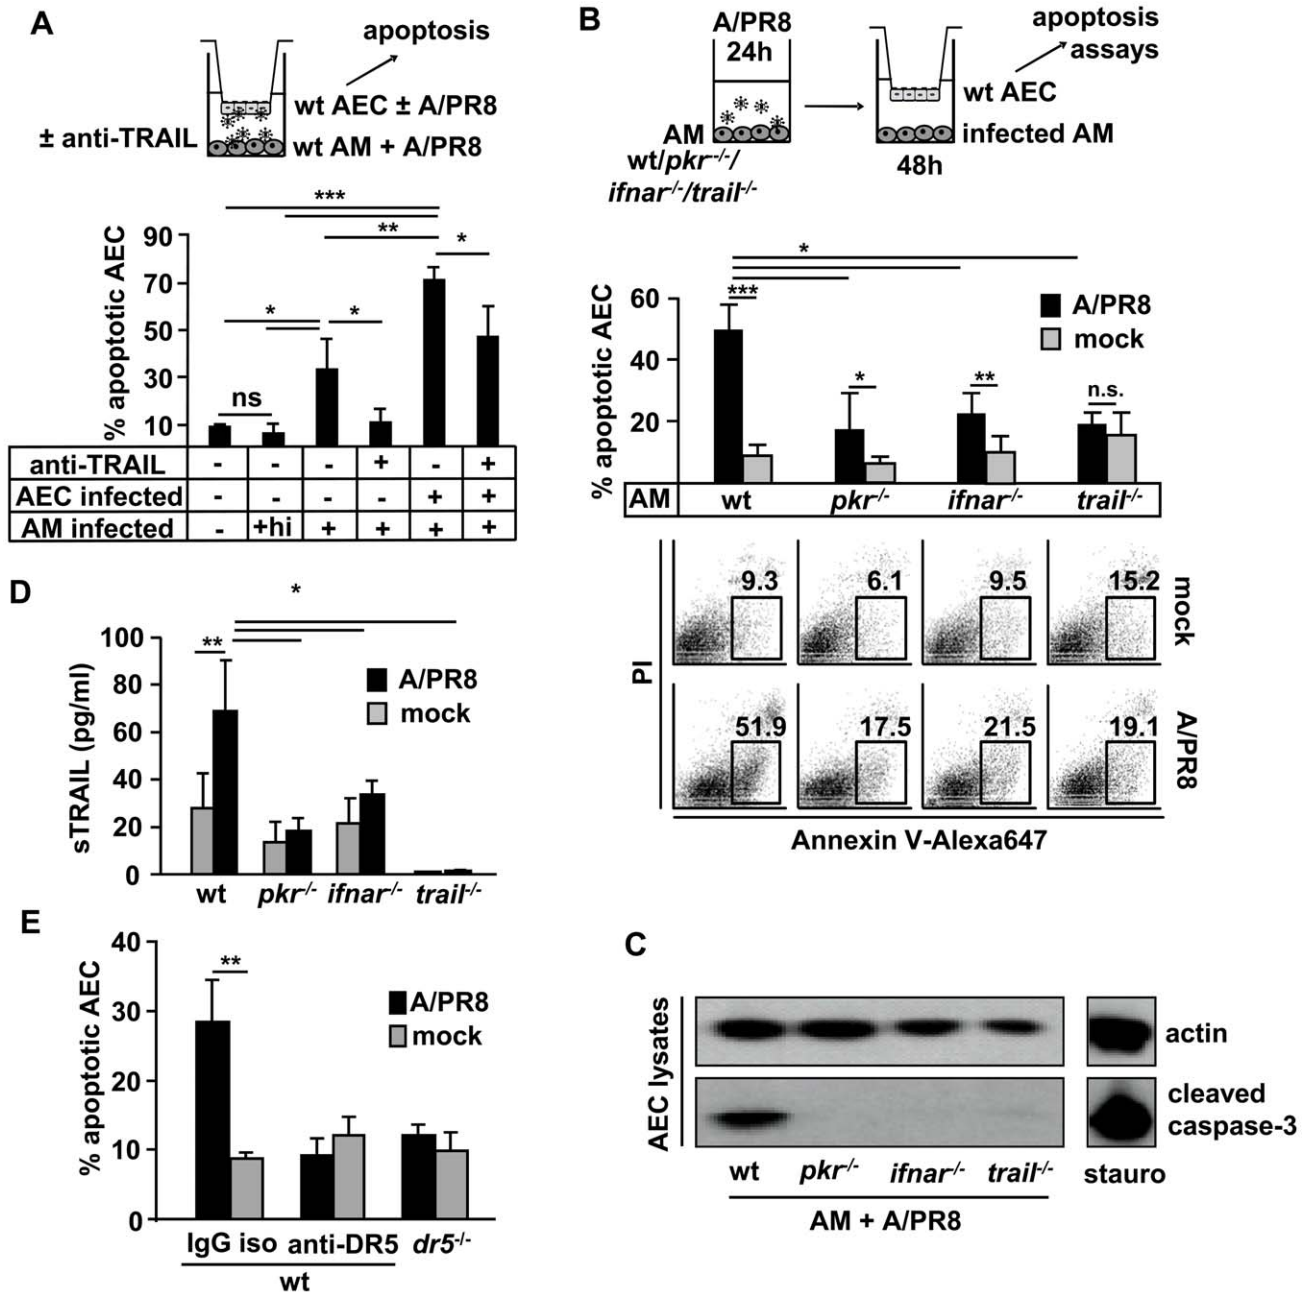 A
apoptosis
wt AEC ± A/PR8
± anti-TRAIL
wt AM + A/PR8
***
**
*
*
*
ns
% apoptotic AEC
90
70
50
30
10
anti-TRAIL - - - + - +
AEC infected - - - - + +
AM infected - +hi + + + +
B
A/PR8
24h
apoptosis
assays
wt AEC
AM
infected AM
wt/pkr-/-/
ifnar-/-/trail-/-
48h
*
***
*
**
n.s.
% apoptotic AEC
60
40
20
A/PR8
mock
AM wt pkr-/- ifnar-/- trail-/-
9.3 6.1 9.5 15.2
mock
51.9 17.5 21.5 19.1
A/PR8
PI
Annexin V-Alexa647
D
*
**
sTRAIL (pg/ml)
100
80
60
40
20
0
A/PR8
mock
wt pkr-/- ifnar-/- trail-/-
E
**
% apoptotic AEC
40
30
20
10
0
A/PR8
mock
IgG iso anti-DR5 dr5-/-
wt
C
AEC lysates
actin
cleaved
caspase-3
wt pkr-/- ifnar-/- trail-/- stauro
AM + A/PR8